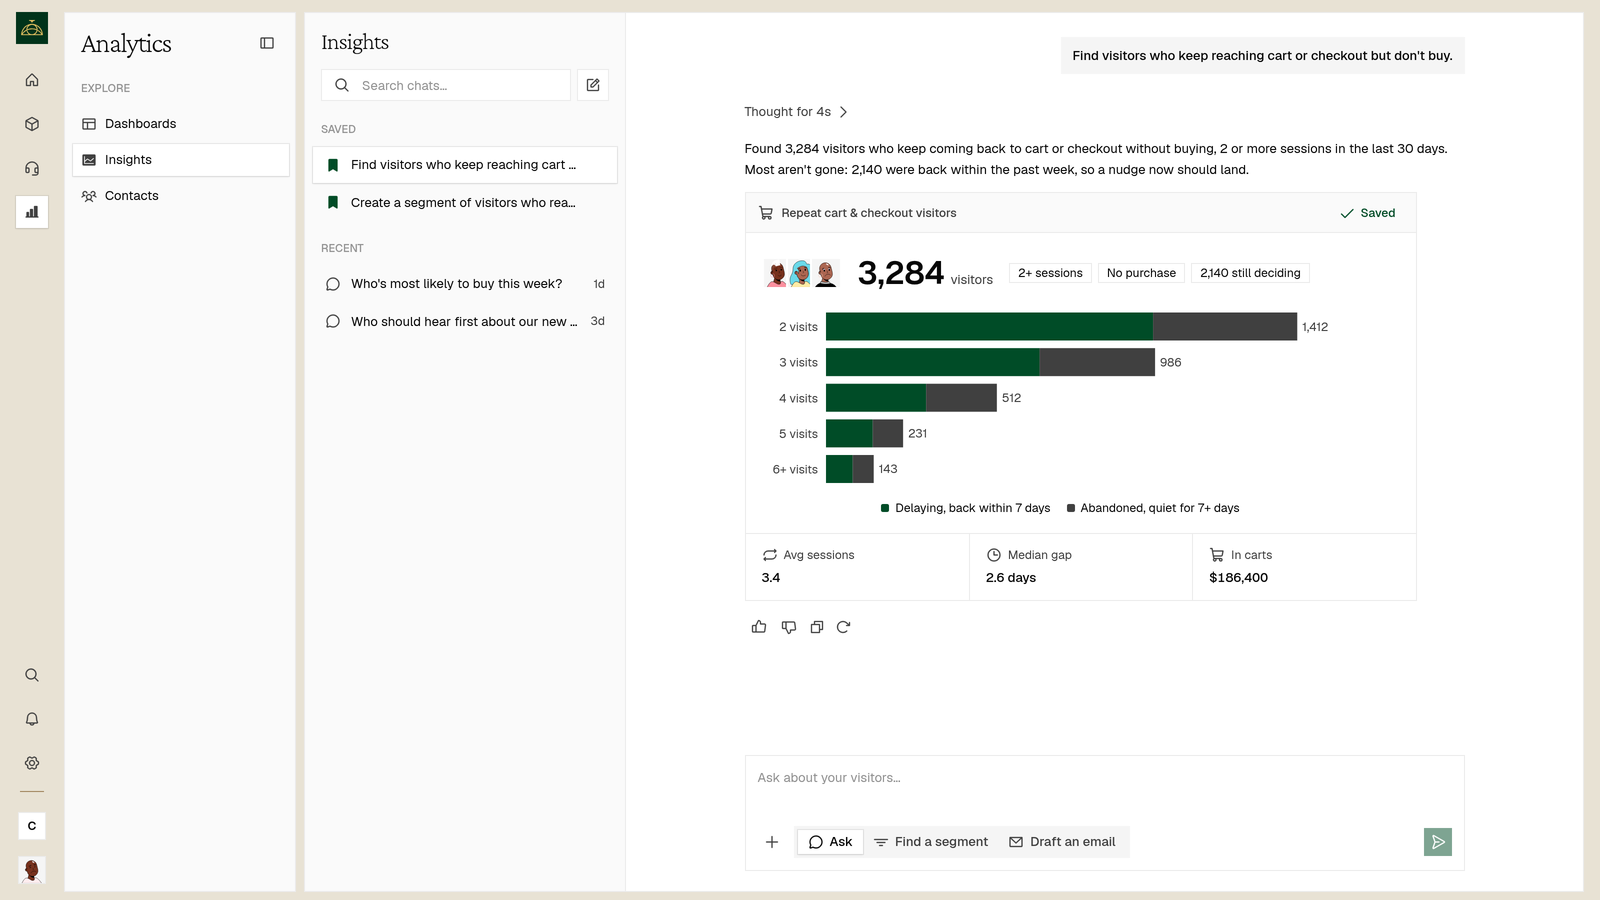 Analytics
EXPLORE
Dashboards
Insights
Contacts
C
Insights
Search chats...
SAVED
Find visitors who keep reaching cart ...
Create a segment of visitors who rea...
RECENT
Who's most likely to buy this week? 1d
Who should hear first about our new ... 3d
Find visitors who keep reaching cart or checkout but don't buy.
Thought for 4s
Found 3,284 visitors who keep coming back to cart or checkout without buying, 2 or more sessions in the last 30 days.
Most aren't gone: 2,140 were back within the past week, so a nudge now should land.
Repeat cart & checkout visitors Saved
3,284 visitors 2+ sessions No purchase 2,140 still deciding
2 visits 1,412
3 visits 986
4 visits 512
5 visits 231
6+ visits 143
Delaying, back within 7 days Abandoned, quiet for 7+ days
Avg sessions Median gap In carts
3.4 2.6 days $186,400
Ask about your visitors...
Ask Find a segment Draft an email